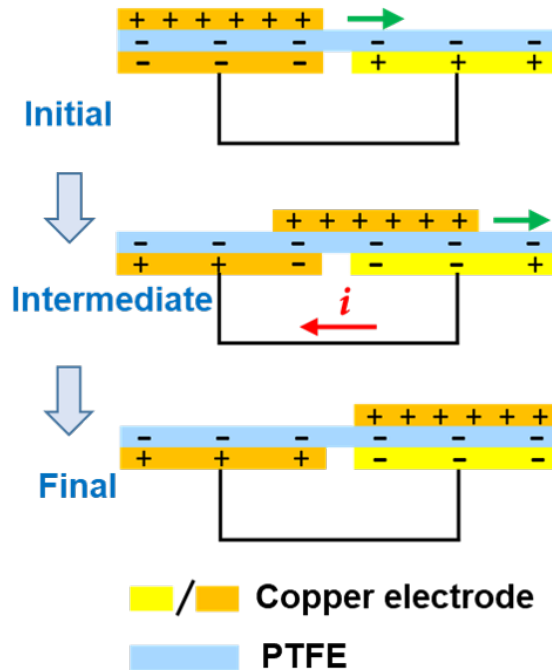 + + + + + +
- - - - - -
- - - + + +
Initial
+ + + + + +
- - - - - -
+ + - - - +
Intermediate
i
+ + + + + +
- - - - - -
+ + + - - -
Final
/ Copper electrode
PTFE